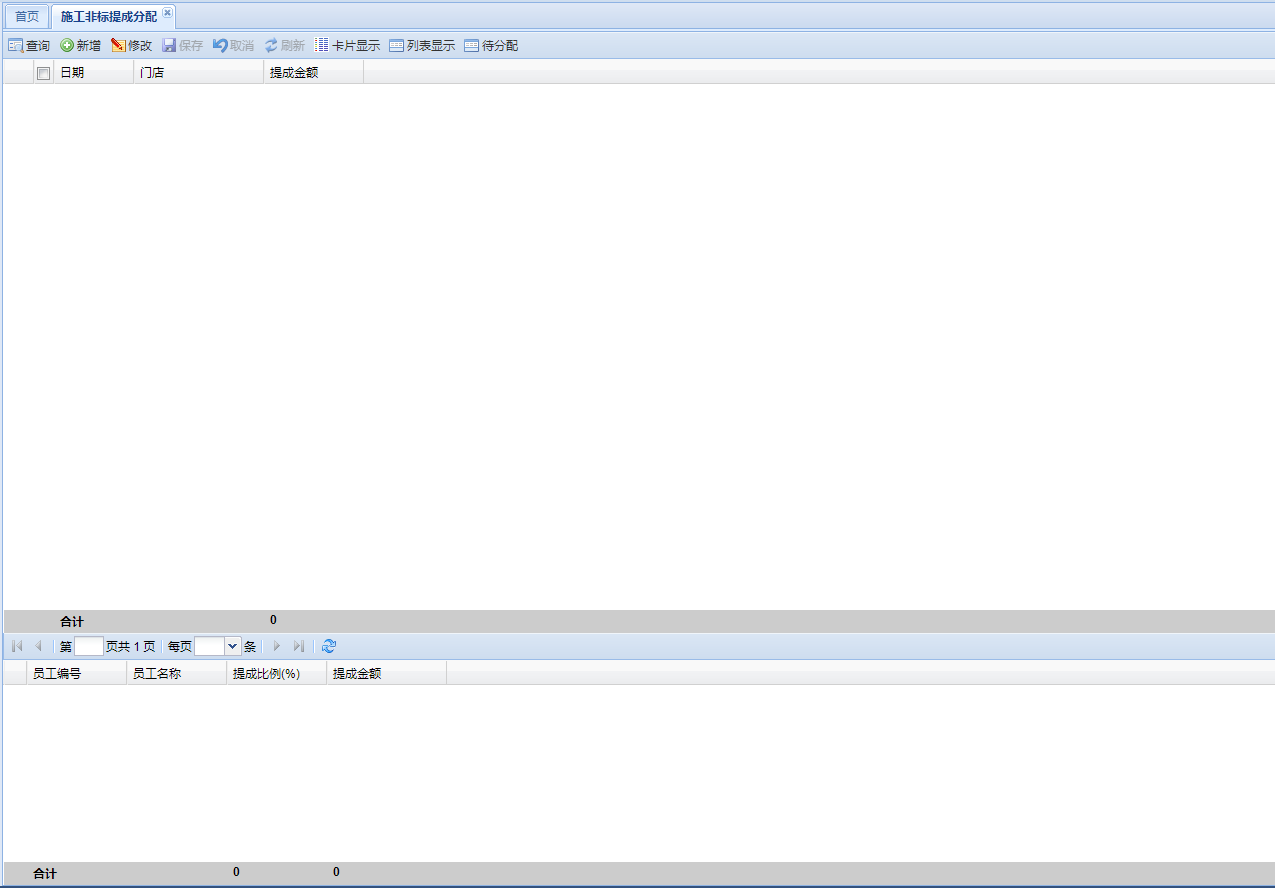 首页 施工非标提成分配
查询 新增 修改 保存 取消 刷新 卡片显示 列表显示 待分配
日期 门店 提成金额
合计 0
第 页共 1 页 每页 条
员工编号 员工名称 提成比例(%) 提成金额
合计 0 0